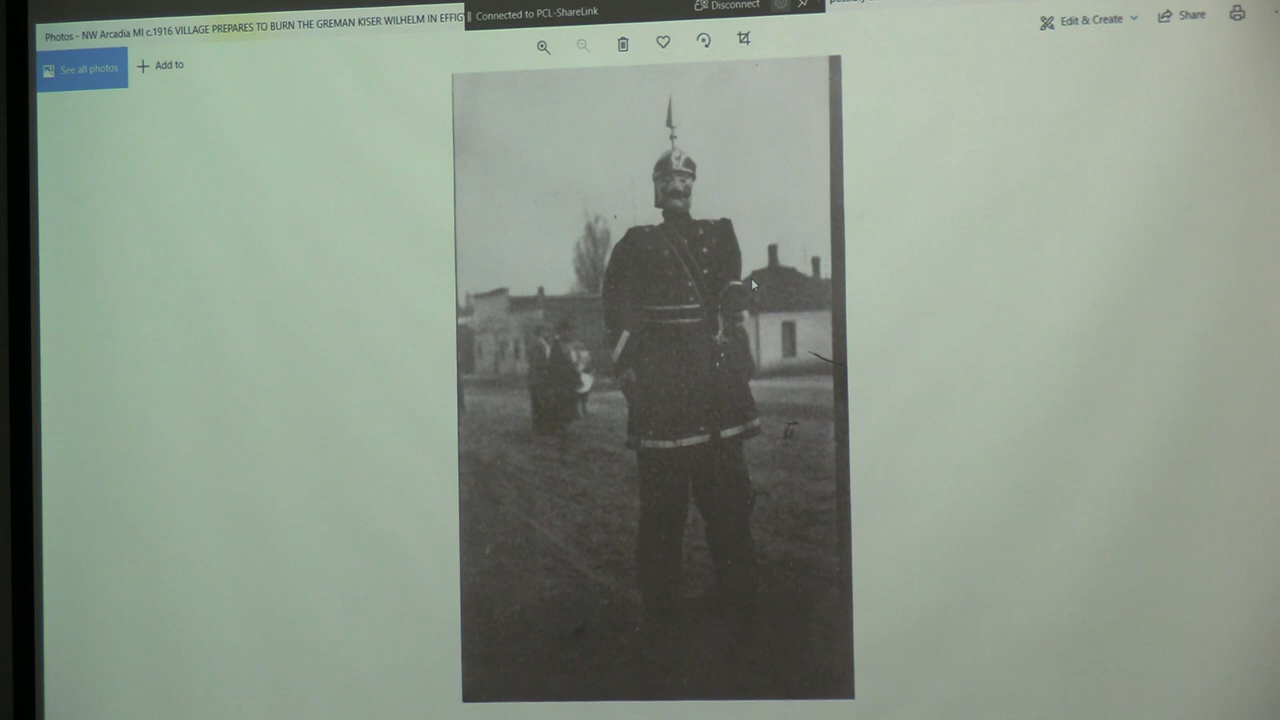 Photos - NW Arcadia MI c.1916 VILLAGE PREPARES TO BURN THE GREMAN KISER WILHELM IN EFFIG
Connected to PCL-ShareLink
Disconnect
Edit & Create
Share
See all photos
Add to